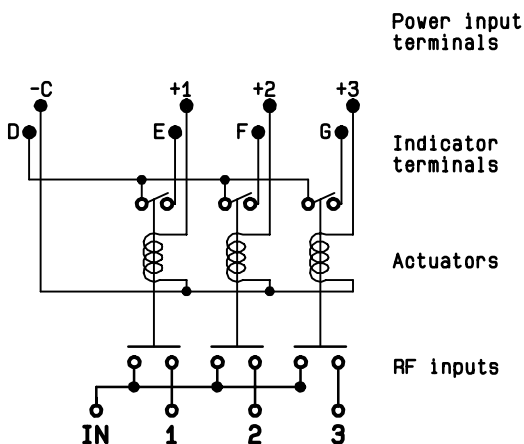 Power input
terminals
-C +1 +2 +3
D E F G
Indicator
terminals
Actuators
RF inputs
IN 1 2 3